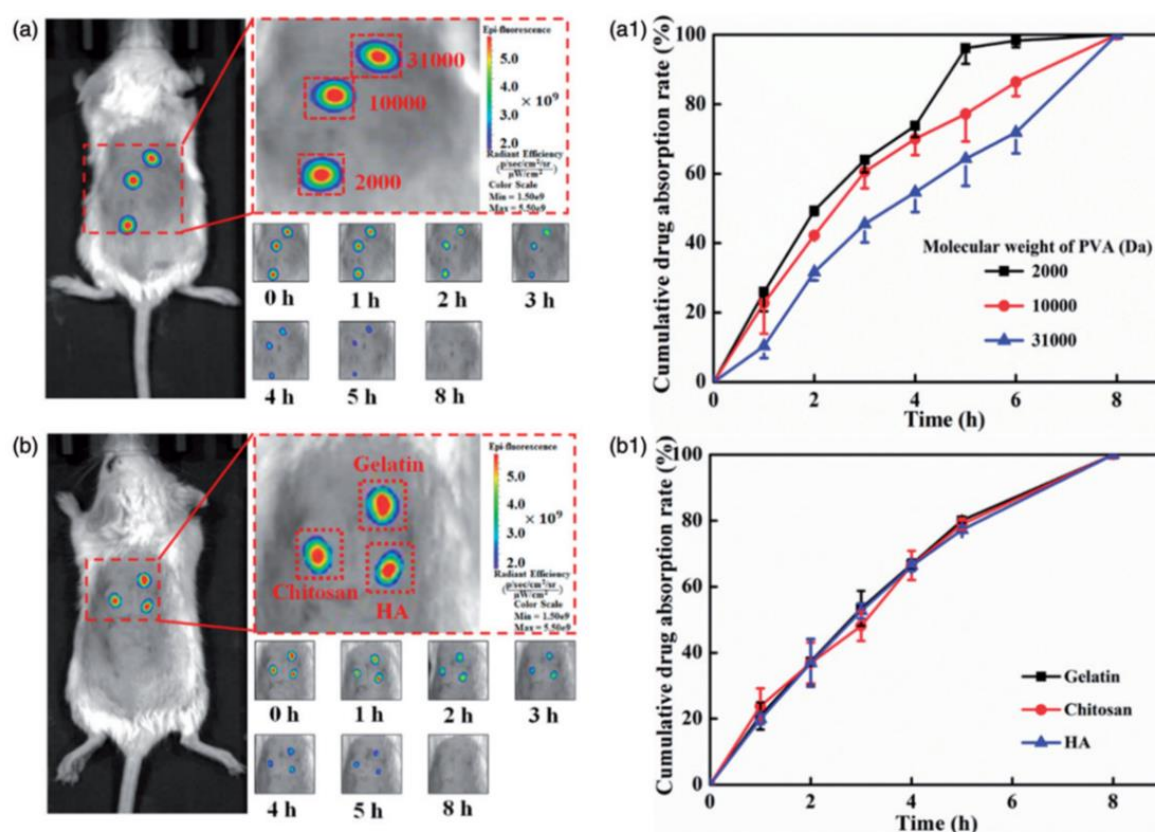 (a)
31000
10000
2000
Epi-fluorescence
5.0
4.0
3.0
2.0
× 10⁹
Radiant Efficiency
(p/sec/cm²/sr
μW/cm²)
Color Scale
Min = 1.50e9
Max = 5.50e9
0 h
1 h
2 h
3 h
4 h
5 h
8 h
(a1)
Cumulative drug absorption rate (%)
100
80
60
40
20
0
Molecular weight of PVA (Da)
2000
10000
31000
0
2
4
6
8
Time (h)
(b)
Gelatin
Chitosan
HA
Epi-fluorescence
5.0
4.0
3.0
2.0
× 10⁹
Radiant Efficiency
(p/sec/cm²/sr
μW/cm²)
Color Scale
Min = 1.50e9
Max = 5.50e9
0 h
1 h
2 h
3 h
4 h
5 h
8 h
(b1)
Cumulative drug absorption rate (%)
100
80
60
40
20
0
Gelatin
Chitosan
HA
0
2
4
6
8
Time (h)